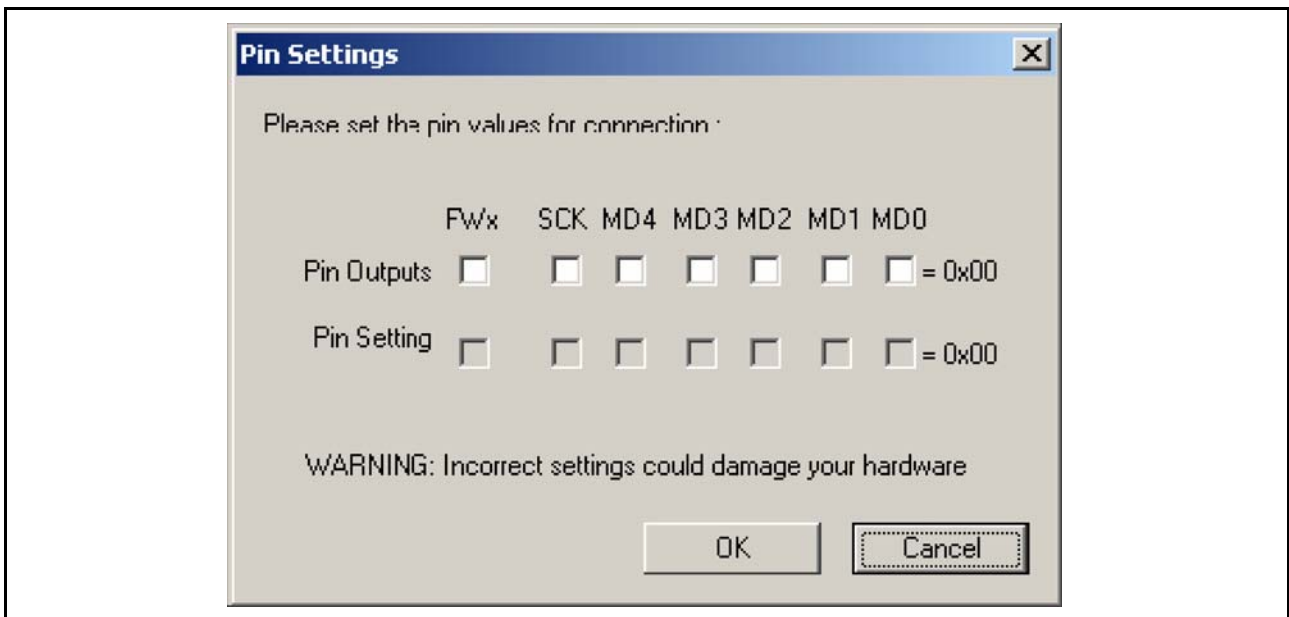 Pin Settings
Please set the pin values for connection :
FWx SCK MD4 MD3 MD2 MD1 MD0
Pin Outputs = 0x00
Pin Setting = 0x00
WARNING: Incorrect settings could damage your hardware
OK Cancel